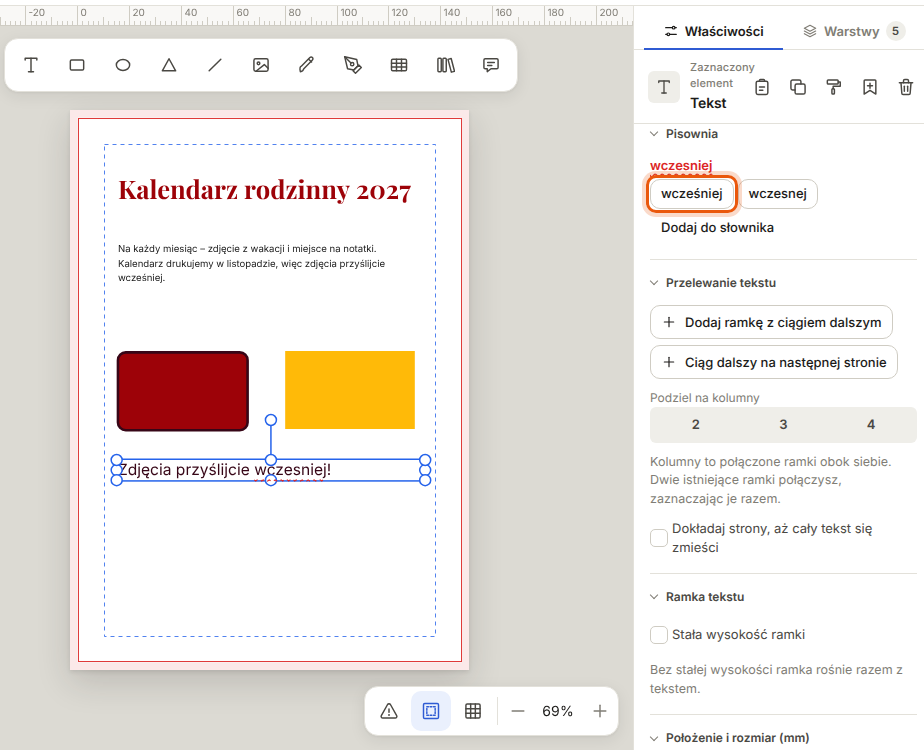 -20 0 20 40 60 80 100 120 140 160 180 200
Właściwości
Warstwy 5
Zaznaczony
element
Tekst
Pisownia
wczesniej
wcześniej
wczesnej
Dodaj do słownika
Przelewanie tekstu
Dodaj ramkę z ciągiem dalszym
Ciąg dalszy na następnej stronie
Podziel na kolumny
2 3 4
Kolumny to połączone ramki obok siebie.
Dwie istniejące ramki połączysz,
zaznaczając je razem.
Dokładaj strony, aż cały tekst się
zmieści
Ramka tekstu
Stała wysokość ramki
Bez stałej wysokości ramka rośnie razem z
tekstem.
Położenie i rozmiar (mm)
Kalendarz rodzinny 2027
Na każdy miesiąc – zdjęcie z wakacji i miejsce na notatki.
Kalendarz drukujemy w listopadzie, więc zdjęcia przyślijcie
wcześniej.
Zdjęcia przyślijcie wczesniej!
69%